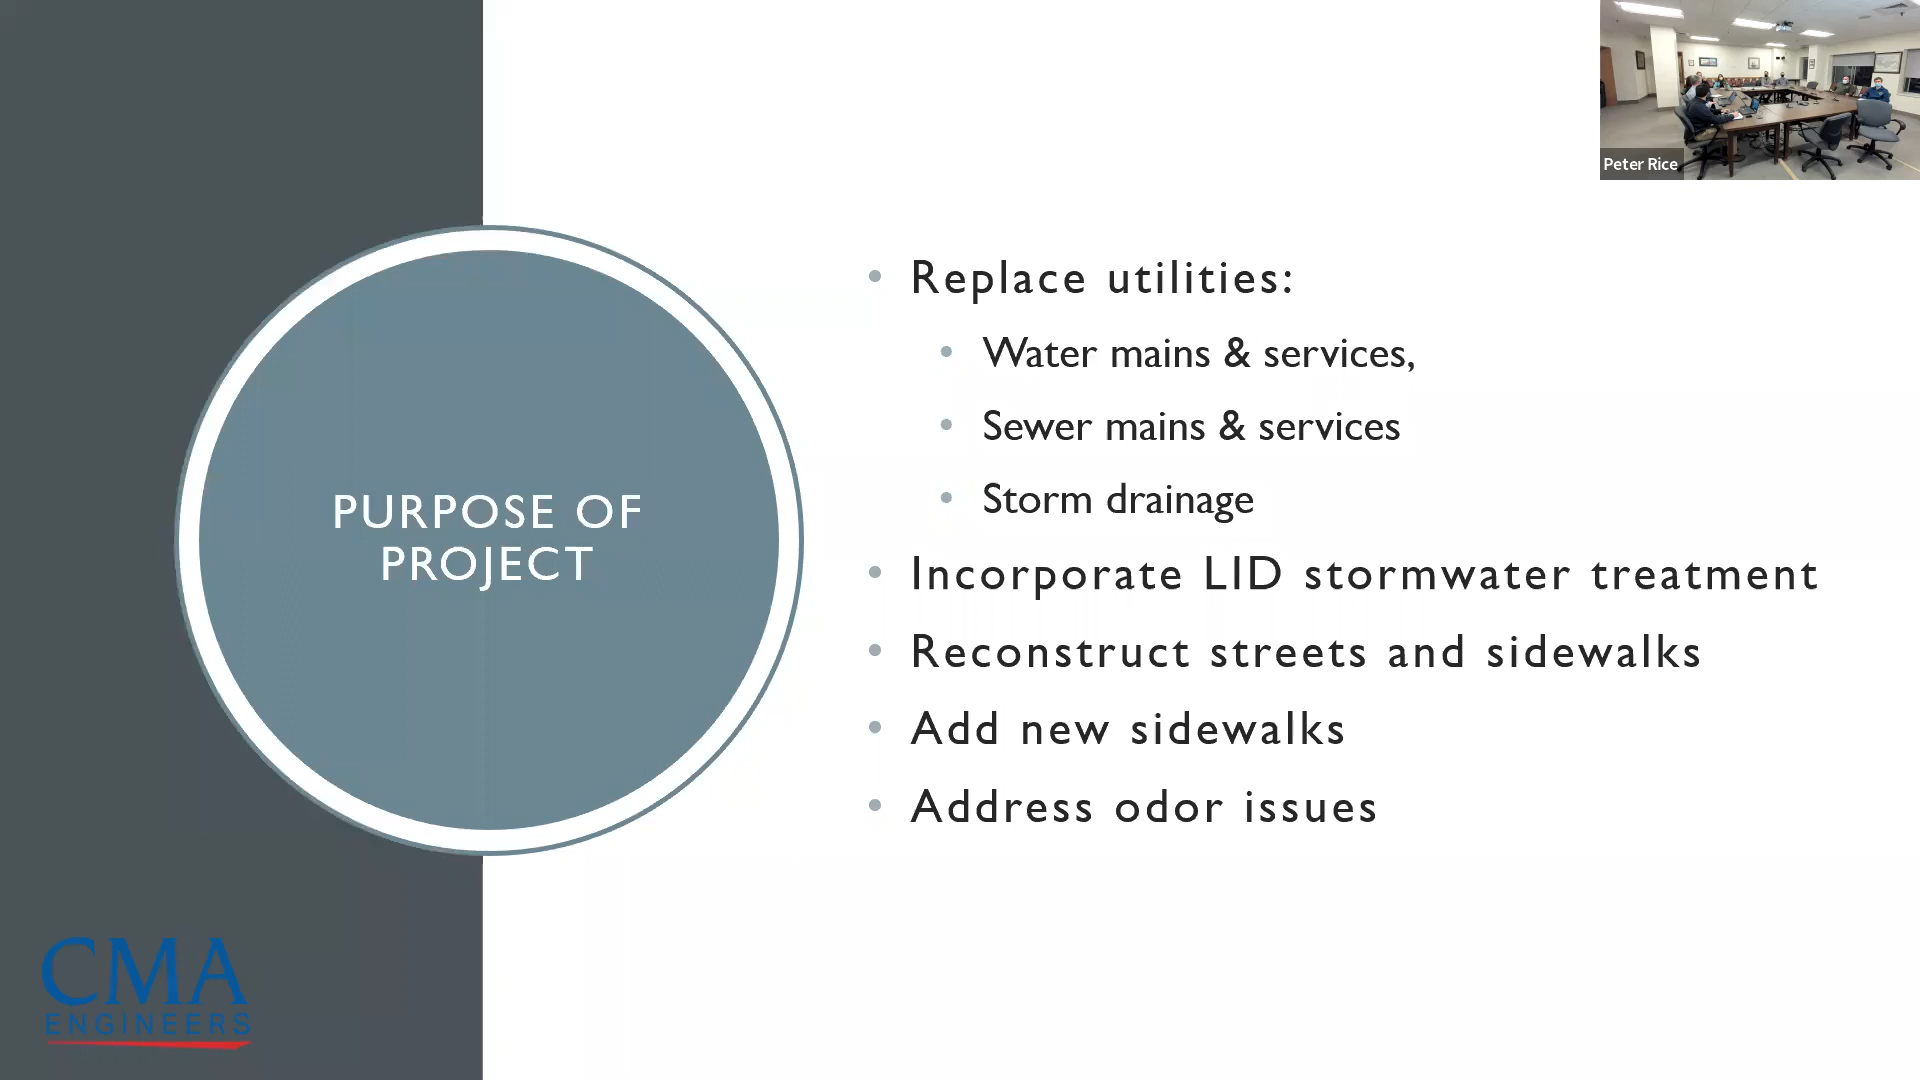 Peter Rice
PURPOSE OF
PROJECT
• Replace utilities:
• Water mains & services,
• Sewer mains & services
• Storm drainage
• Incorporate LID stormwater treatment
• Reconstruct streets and sidewalks
• Add new sidewalks
• Address odor issues
CMA
ENGINEERS